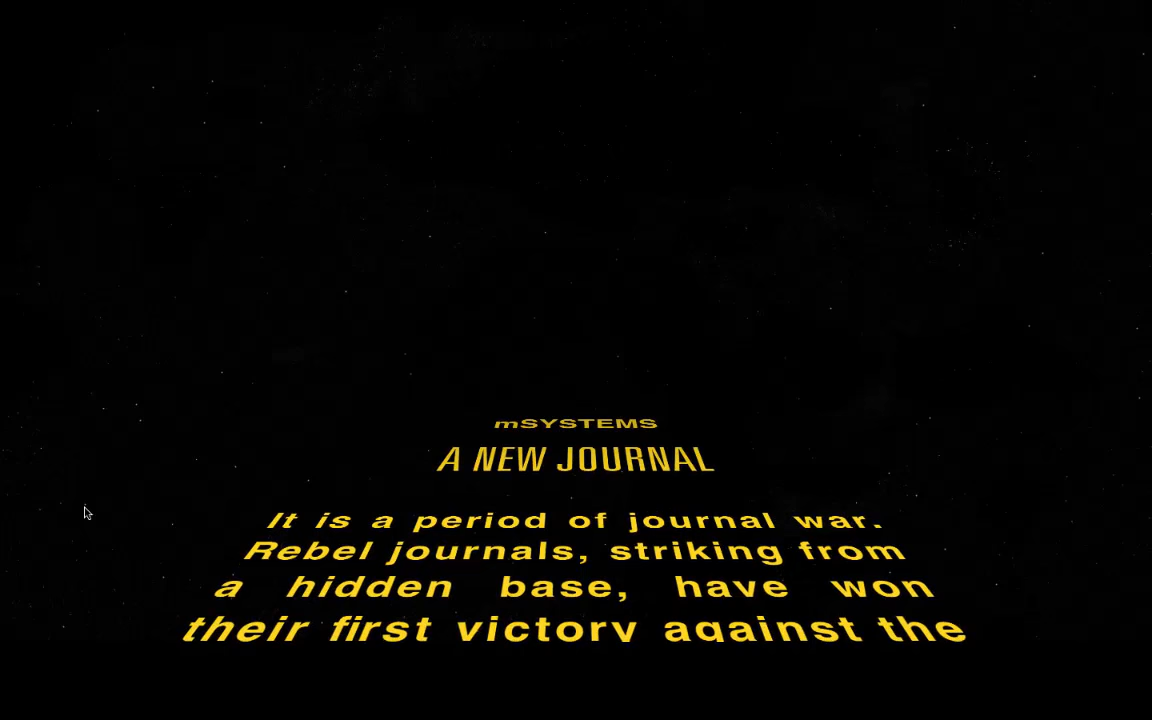 mSYSTEMS
A NEW JOURNAL
It is a period of journal war.
Rebel journals, striking from
a hidden base, have won
their first victory against the